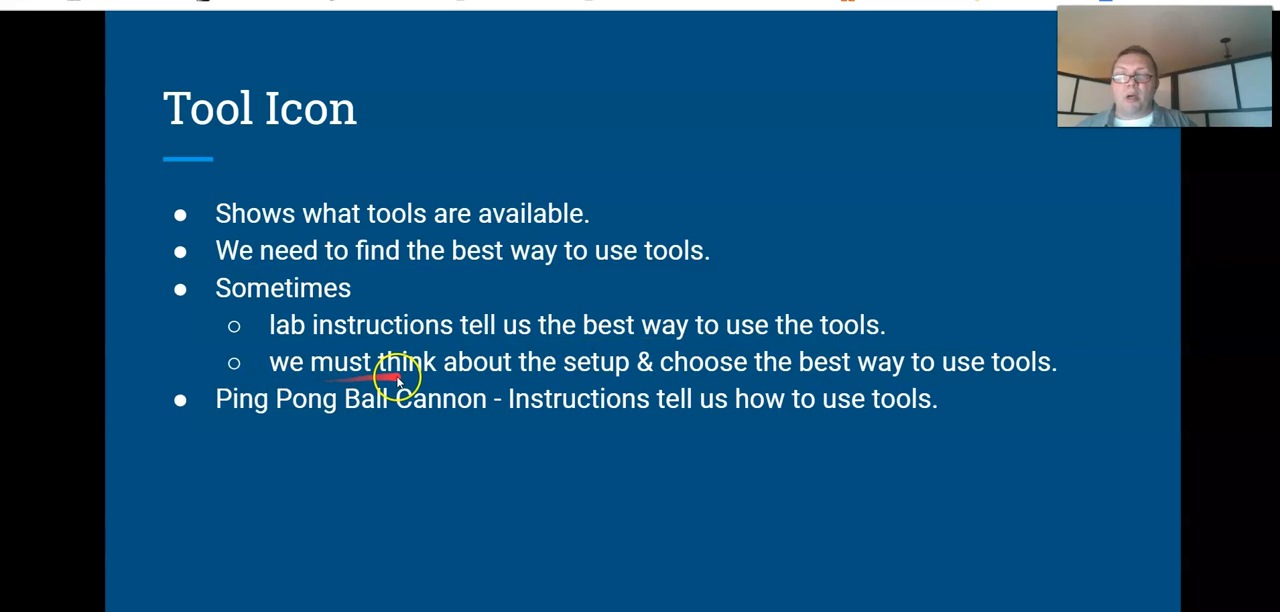 Tool Icon
Shows what tools are available.
We need to find the best way to use tools.
Sometimes
lab instructions tell us the best way to use the tools.
we must think about the setup & choose the best way to use tools.
Ping Pong Ball Cannon - Instructions tell us how to use tools.